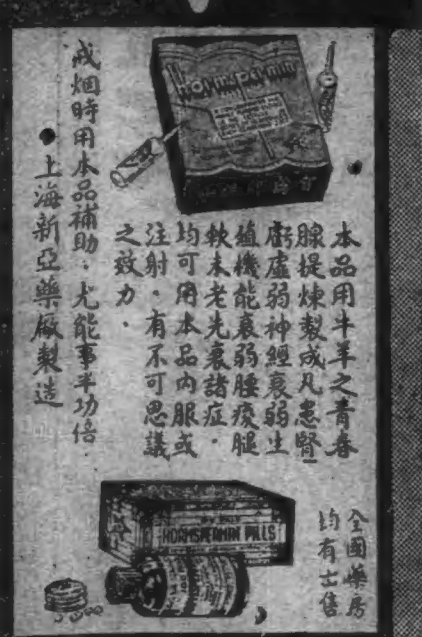 Hormspermin
本品用牛羊之青春
腺提煉製成凡患腎
虧虛弱神經衰弱生
殖機能衰弱腰痠腿
軟未老先衰諸症.
均可用本品內服或
注射.有不可思議
之效力.
戒烟時用本品補助.尤能事半功倍.
●上海新亞藥廠製造
HORMSPERMIN PILLS
全國藥房
均有出售